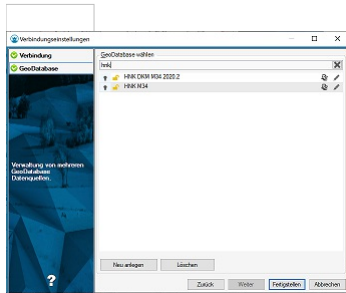 Verbindungseinstellungen
Verbindung
GeoDatabase
Verwaltung von mehreren
GeoDatabase
Datenquellen.
?
GeoDatabase wählen
hnk
HNK DKM M34 2020.2
HNK M34
Neu anlegen
Löschen
Zurück
Weiter
Fertigstellen
Abbrechen